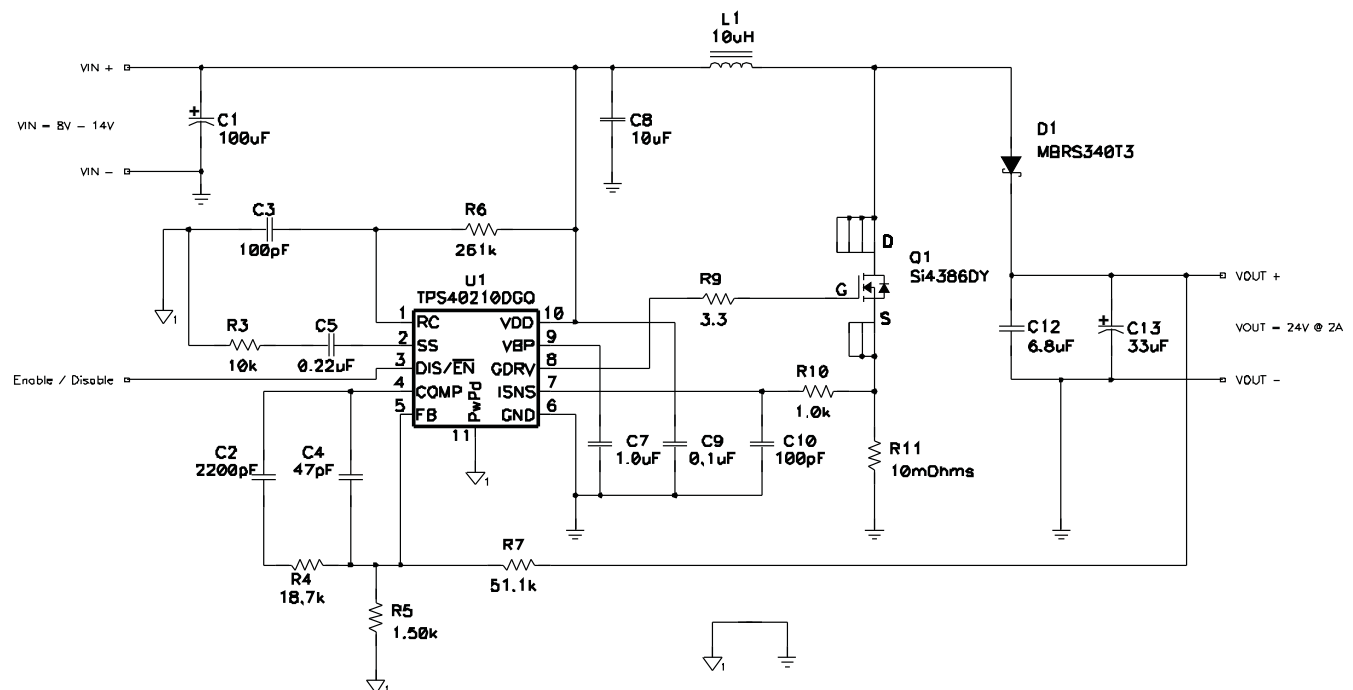 L1
10uH
VIN +
C1
100uF
C8
10uF
VIN = 8V - 14V
D1
MBRS340T3
VIN -
C3
100pF
R6
261k
D
Q1
Si4386DY
U1
TPS40210DGQ
R9
3.3
G
S
VOUT +
1
1 RC VDD 10
2 SS VBP 9
3 DIS/EN GDRV 8
4 COMP ISNS 7
5 FB GND 6
PwPd
11
1
R3
10k
C5
0.22uF
C12
6.8uF
C13
33uF
VOUT = 24V @ 2A
Enable / Disable
R10
1.0k
VOUT -
C2
2200pF
C4
47pF
C7
1.0uF
C9
0.1uF
C10
100pF
R11
10mOhms
R4
18.7k
R7
51.1k
R5
1.50k
1
1